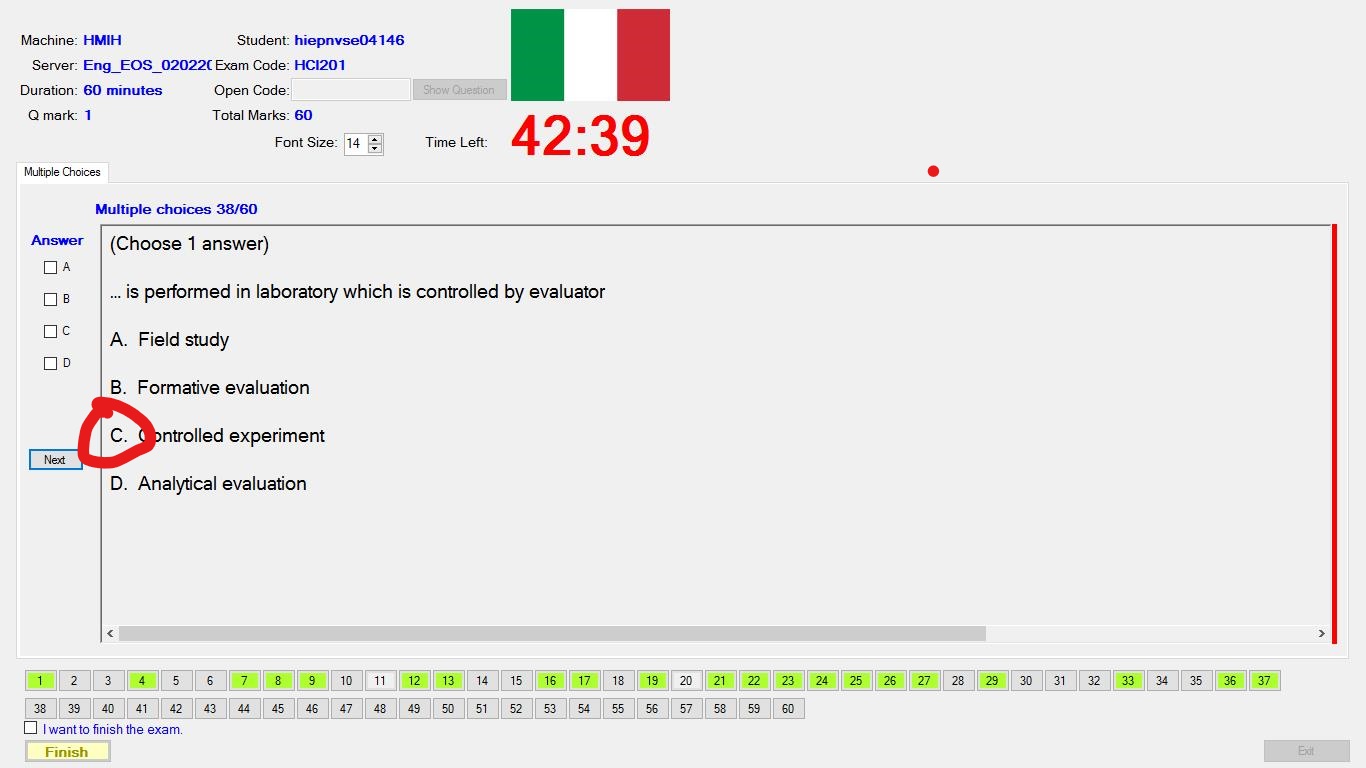 Machine: HMIH Student: hiepnvse04146
Server: Eng_EOS_02022 Exam Code: HCI201
Duration: 60 minutes Open Code: Show Question
Q mark: 1 Total Marks: 60
Font Size: 14 Time Left: 42:39
Multiple Choices
Multiple choices 38/60
Answer
(Choose 1 answer)
A
... is performed in laboratory which is controlled by evaluator
B
C
A. Field study
D
B. Formative evaluation
C. Controlled experiment
Next
D. Analytical evaluation
1 2 3 4 5 6 7 8 9 10 11 12 13 14 15 16 17 18 19 20 21 22 23 24 25 26 27 28 29 30 31 32 33 34 35 36 37
38 39 40 41 42 43 44 45 46 47 48 49 50 51 52 53 54 55 56 57 58 59 60
I want to finish the exam.
Finish Exit